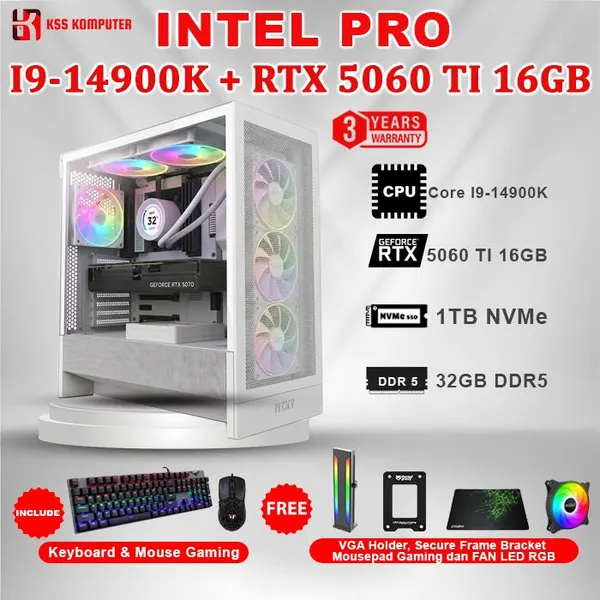 KSS KOMPUTER
INTEL PRO
I9-14900K + RTX 5060 TI 16GB
3 YEARS
WARRANTY
CPU
Core I9-14900K
GEFORCE
RTX
5060 TI 16GB
NVMe SSD
1TB NVMe
DDR 5
32GB DDR5
32°
GEFORCE RTX 5070
NZXT
INCLUDE
Keyboard & Mouse Gaming
FREE
VGA Holder, Secure Frame Bracket
Mousepad Gaming dan FAN LED RGB